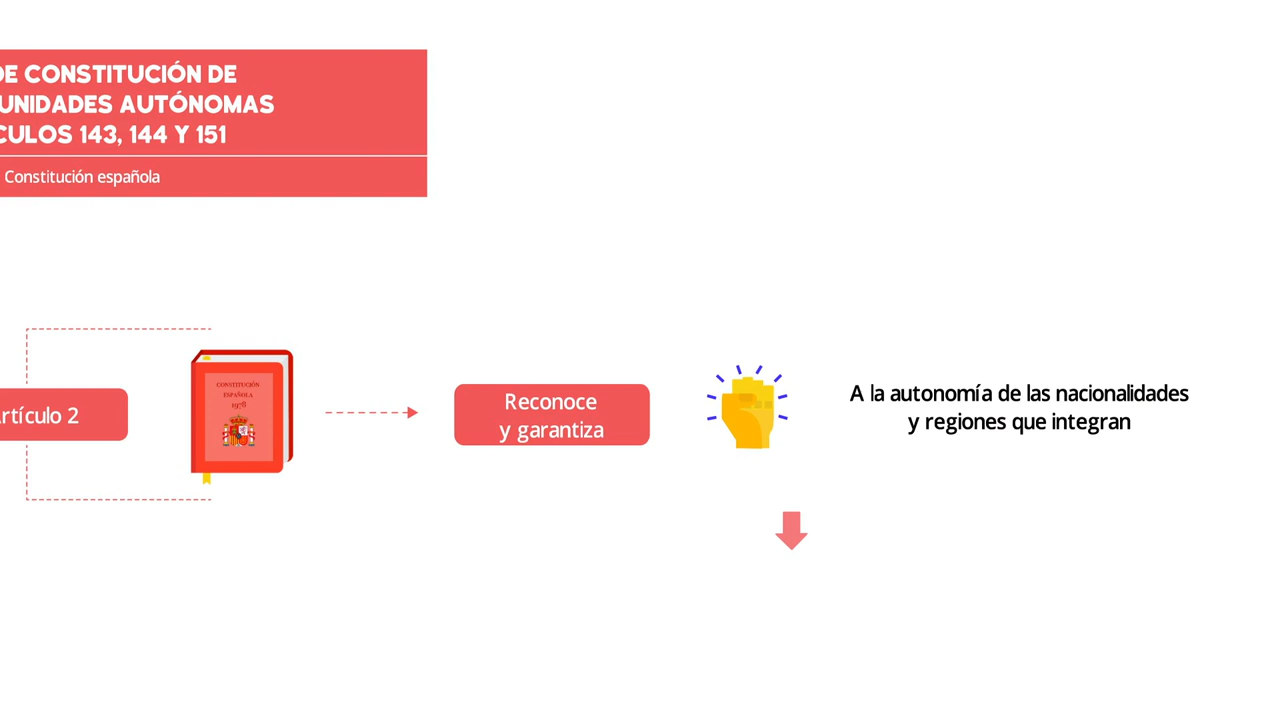 DE CONSTITUCIÓN DE
UNIDADES AUTÓNOMAS
CULOS 143, 144 Y 151
Constitución española
rtículo 2
CONSTITUCIÓN
ESPAÑOLA
1978
Reconoce
y garantiza
A la autonomía de las nacionalidades
y regiones que integran